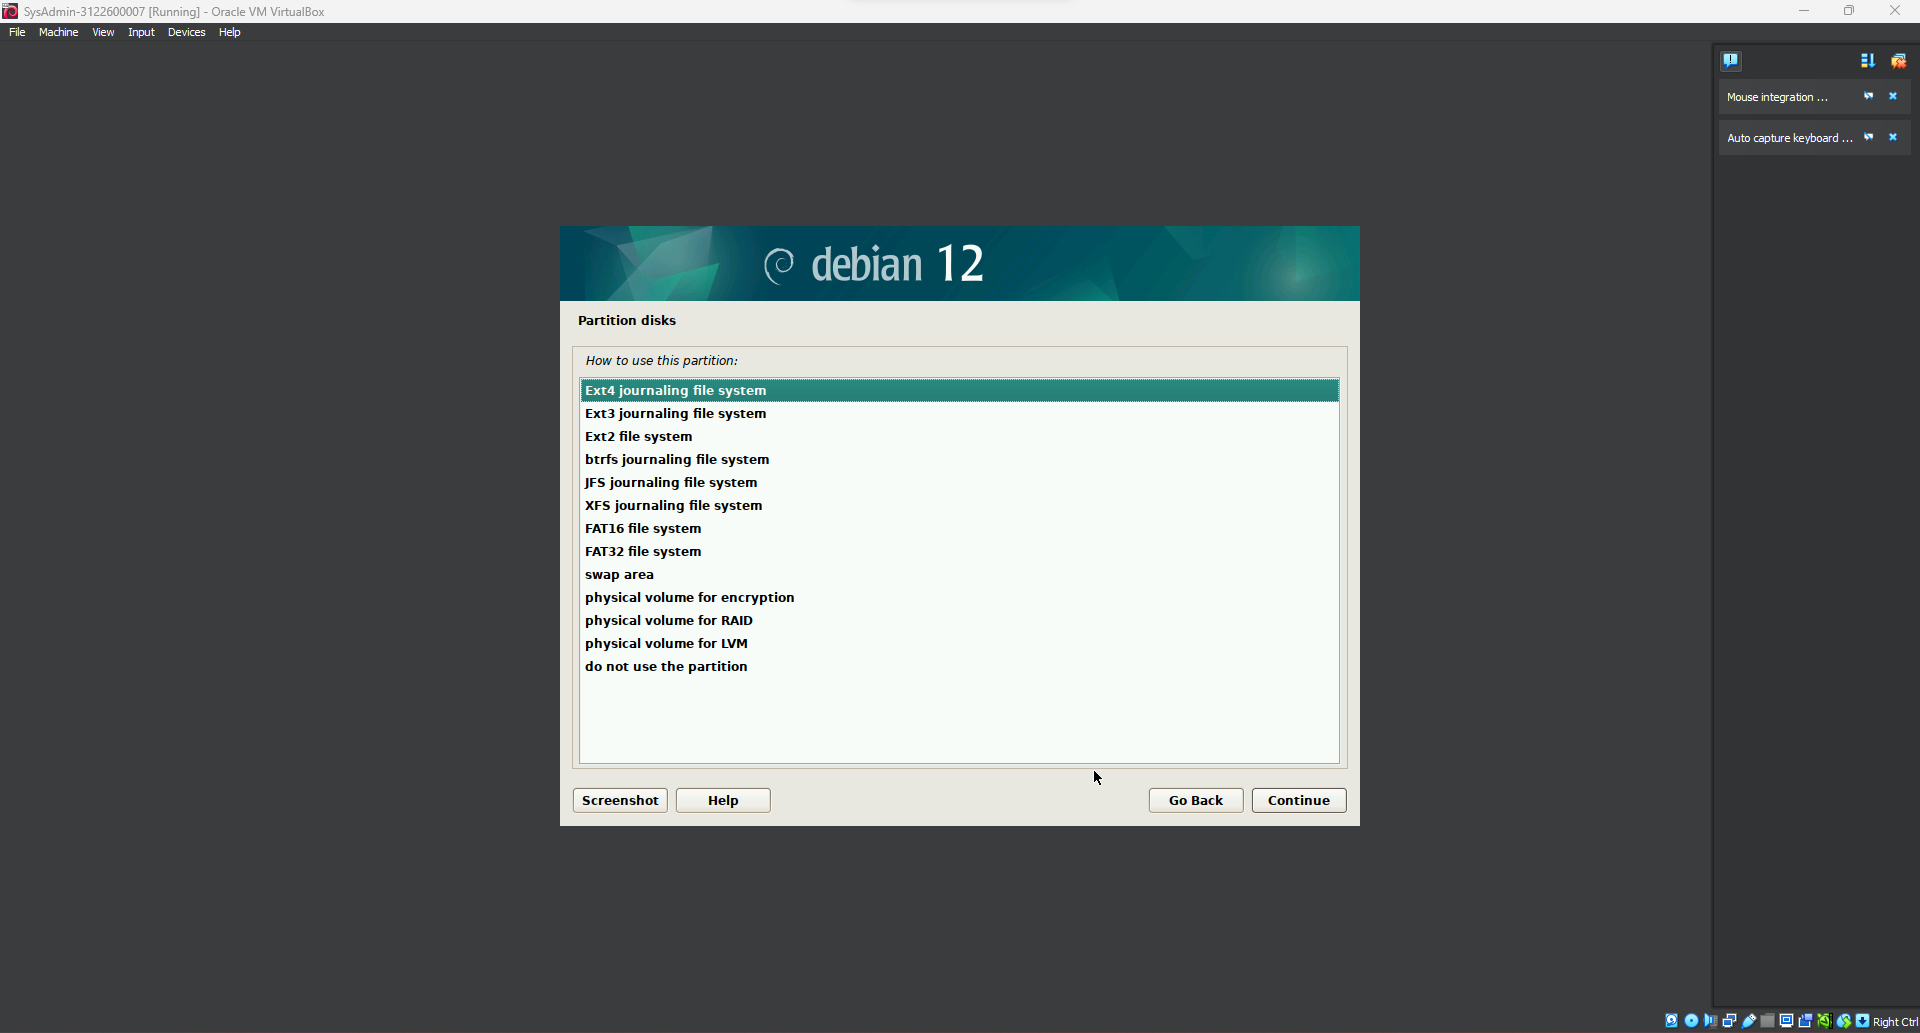 SysAdmin-3122600007 [Running] - Oracle VM VirtualBox
File Machine View Input Devices Help
Mouse integration ...
Auto capture keyboard ...
debian 12
Partition disks
How to use this partition:
Ext4 journaling file system
Ext3 journaling file system
Ext2 file system
btrfs journaling file system
JFS journaling file system
XFS journaling file system
FAT16 file system
FAT32 file system
swap area
physical volume for encryption
physical volume for RAID
physical volume for LVM
do not use the partition
Screenshot Help Go Back Continue
Right Ctrl